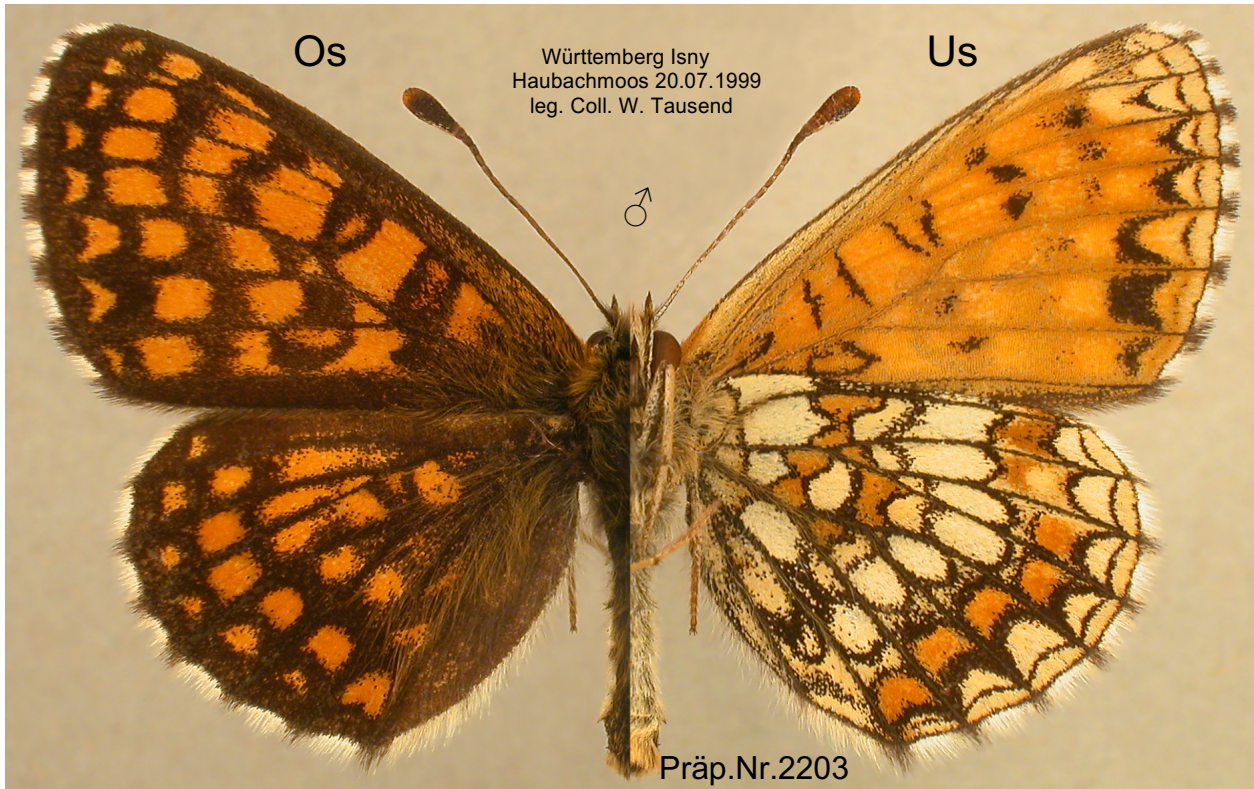 Os
Us
Württemberg Isny
Haubachmoos 20.07.1999
leg. Coll. W. Tausend
♂
Präp.Nr.2203